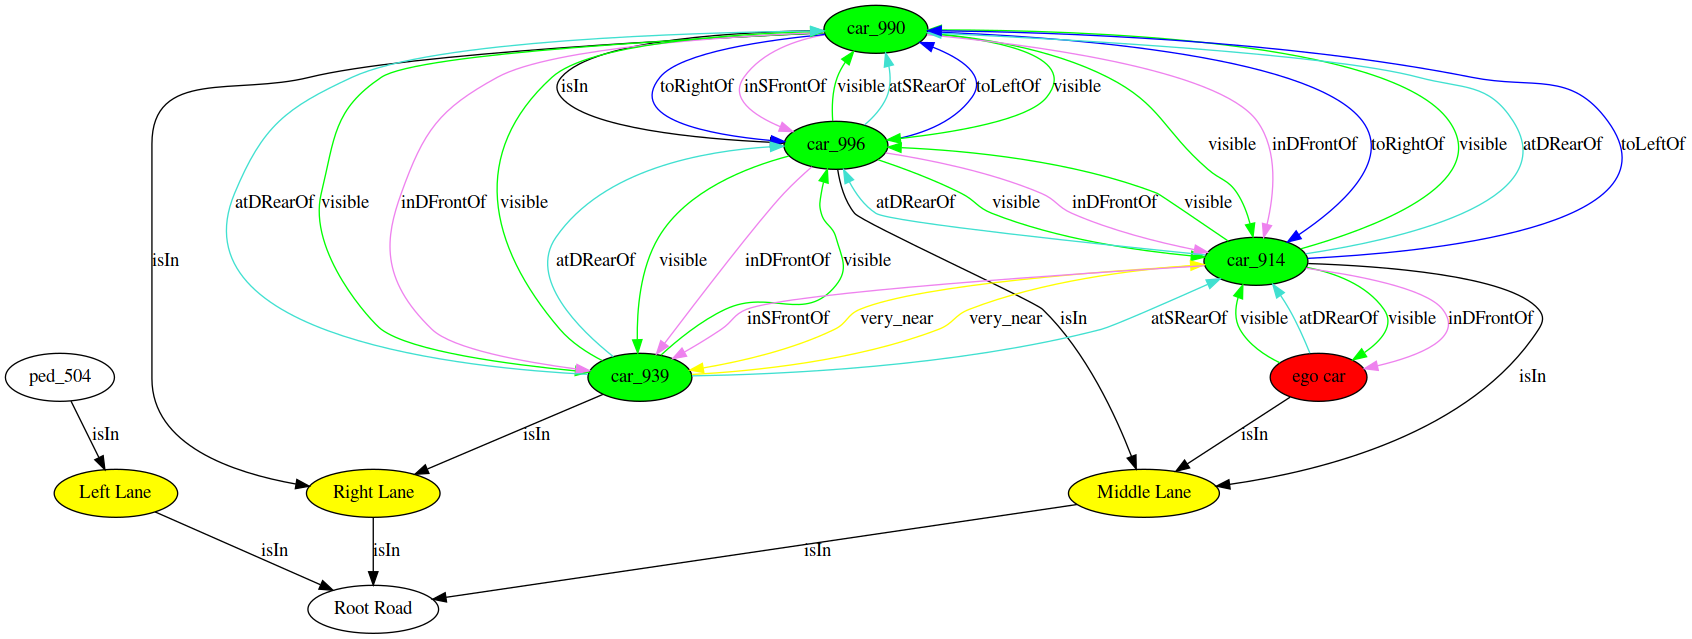 car_990
isIn
toRightOf
inSFrontOf
visible
atSRearOf
toLeftOf
visible
car_996
visible
inDFrontOf
toRightOf
visible
atDRearOf
toLeftOf
atDRearOf
visible
inDFrontOf
visible
atDRearOf
visible
inDFrontOf
visible
isIn
atDRearOf
visible
inDFrontOf
visible
car_914
inSFrontOf
very_near
very_near
isIn
atSRearOf
visible
atDRearOf
visible
inDFrontOf
ped_504
car_939
ego car
isIn
isIn
isIn
isIn
Left Lane
Right Lane
Middle Lane
isIn
isIn
isIn
Root Road